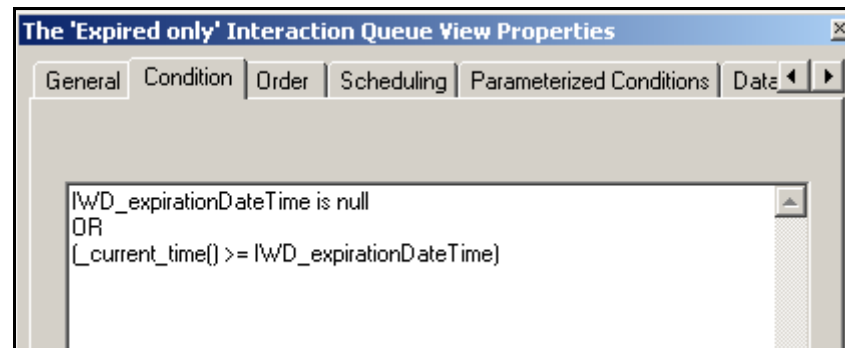 The 'Expired only' Interaction Queue View Properties
General Condition Order Scheduling Parameterized Conditions Data
IWD_expirationDateTime is null
OR
(_current_time() >= IWD_expirationDateTime)